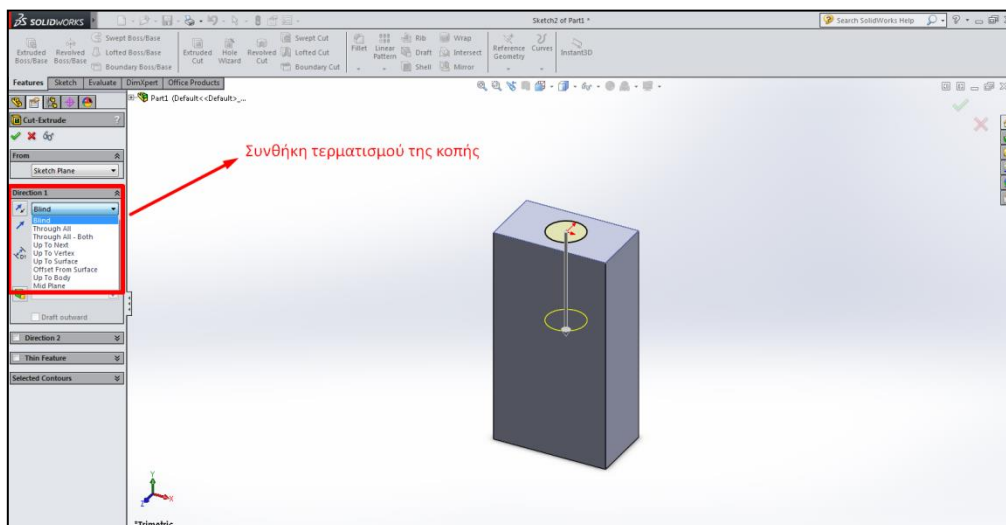 SOLIDWORKS
Sketch2 of Part1 *
Search SolidWorks Help
Extruded Boss/Base
Revolved Boss/Base
Swept Boss/Base
Lofted Boss/Base
Boundary Boss/Base
Extruded Cut
Hole Wizard
Revolved Cut
Swept Cut
Lofted Cut
Boundary Cut
Fillet
Linear Pattern
Rib
Draft
Shell
Wrap
Intersect
Mirror
Reference Geometry
Curves
Instant3D
Features Sketch Evaluate DimXpert Office Products
Part1 (Default<<Default>_...
Cut-Extrude ?
From
Sketch Plane
Συνθήκη τερματισμού της κοπής
Direction 1
Blind
Blind
Through All
Through All - Both
Up To Next
Up To Vertex
Up To Surface
Offset From Surface
Up To Body
Mid Plane
Draft outward
Direction 2
Thin Feature
Selected Contours
Y
X
Z
*Trimetric